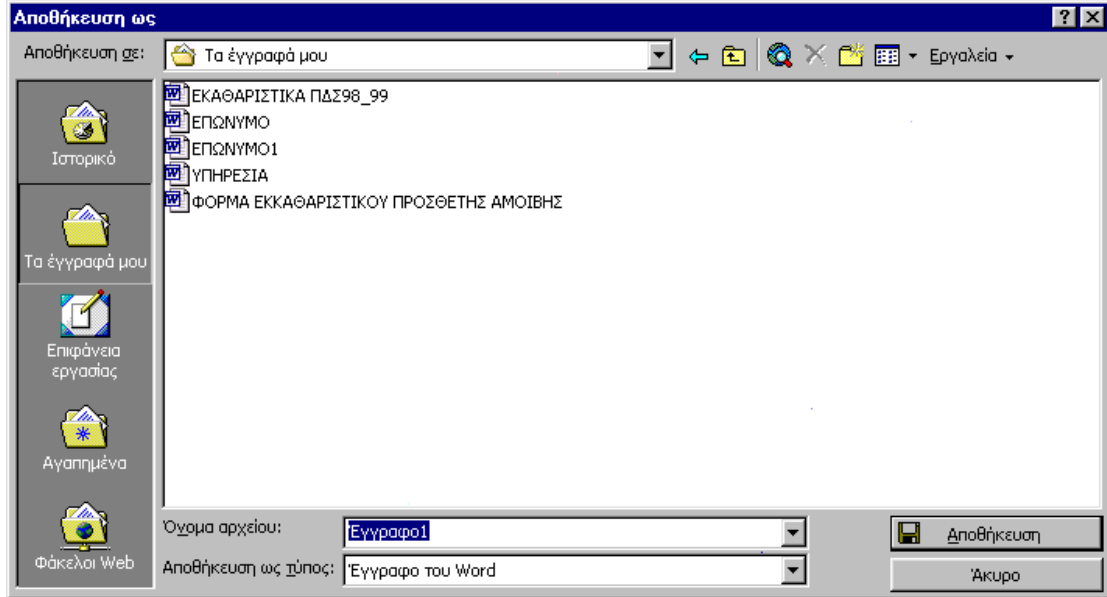 Αποθήκευση ως
Αποθήκευση σε: Τα έγγραφά μου Εργαλεία
ΕΚΑΘΑΡΙΣΤΙΚΑ ΠΔΣ98_99
ΕΠΩΝΥΜΟ
ΕΠΩΝΥΜΟ1
ΥΠΗΡΕΣΙΑ
ΦΟΡΜΑ ΕΚΚΑΘΑΡΙΣΤΙΚΟΥ ΠΡΟΣΘΕΤΗΣ ΑΜΟΙΒΗΣ
Ιστορικό
Τα έγγραφά μου
Επιφάνεια
εργασίας
Αγαπημένα
Φάκελοι Web
Όνομα αρχείου: Έγγραφο1 Αποθήκευση
Αποθήκευση ως τύπος: Έγγραφο του Word Άκυρο